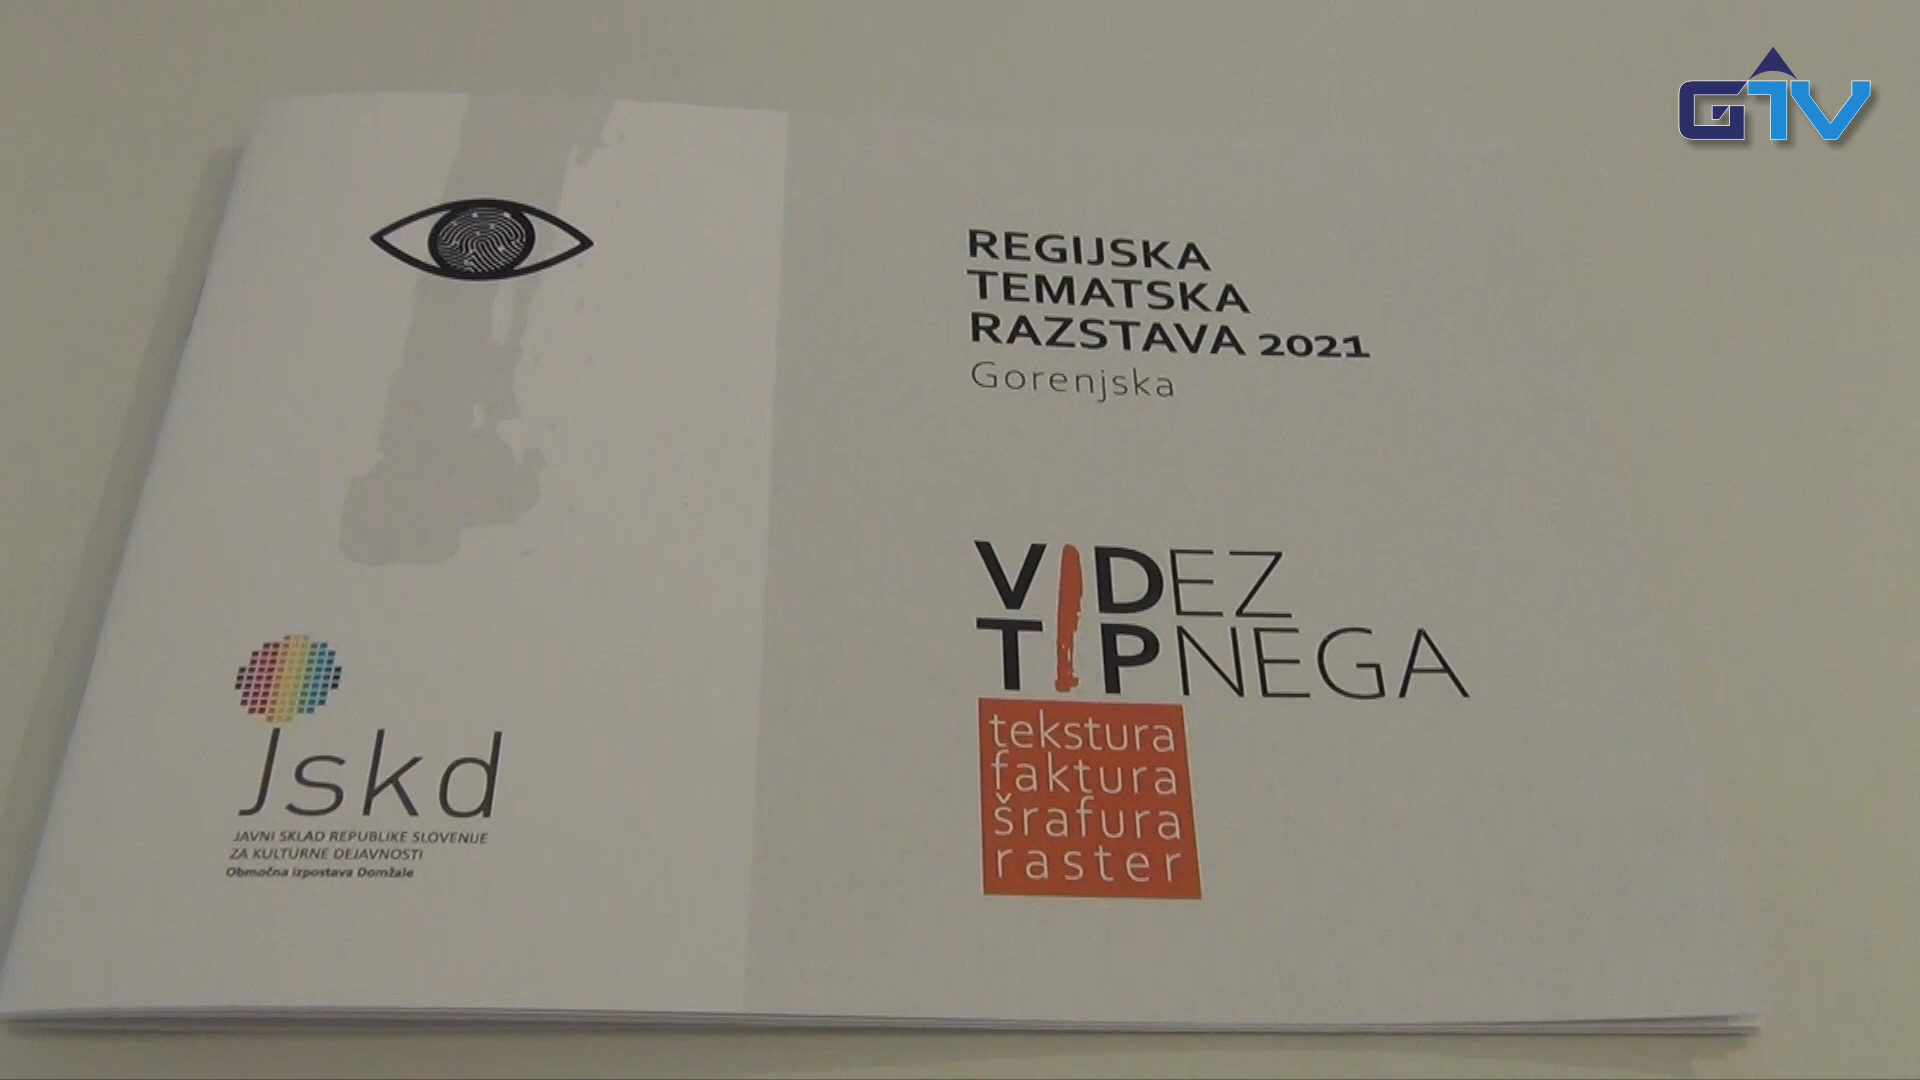 GTV
REGIJSKA
TEMATSKA
RAZSTAVA 2021
Gorenjska
VIDEZ
TIPNEGA
tekstura
faktura
šrafura
raster
Jskd
JAVNI SKLAD REPUBLIKE SLOVENIJE
ZA KULTURNE DEJAVNOSTI
Območna izpostava Domžale